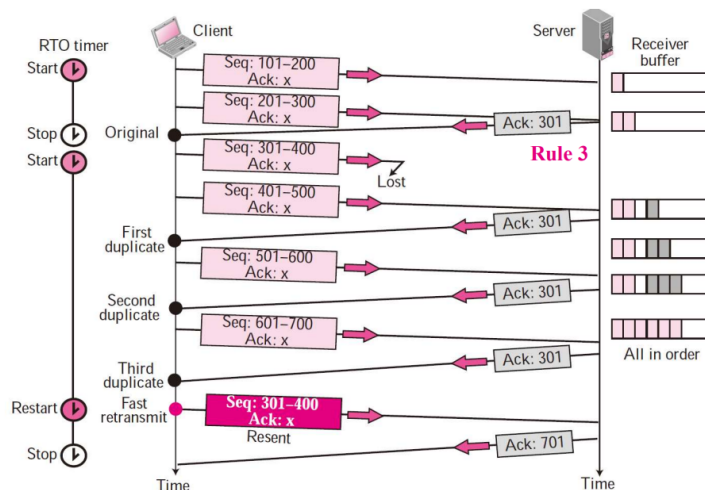 Client
Server
RTO timer
Receiver
buffer
Start
Seq: 101–200
Ack: x
Seq: 201–300
Ack: x
Stop
Original
Ack: 301
Rule 3
Start
Seq: 301–400
Ack: x
Lost
Seq: 401–500
Ack: x
Ack: 301
First
duplicate
Seq: 501–600
Ack: x
Ack: 301
Second
duplicate
Seq: 601–700
Ack: x
All in order
Ack: 301
Third
duplicate
Restart
Fast
retransmit
Seq: 301–400
Ack: x
Resent
Ack: 701
Stop
Time
Time